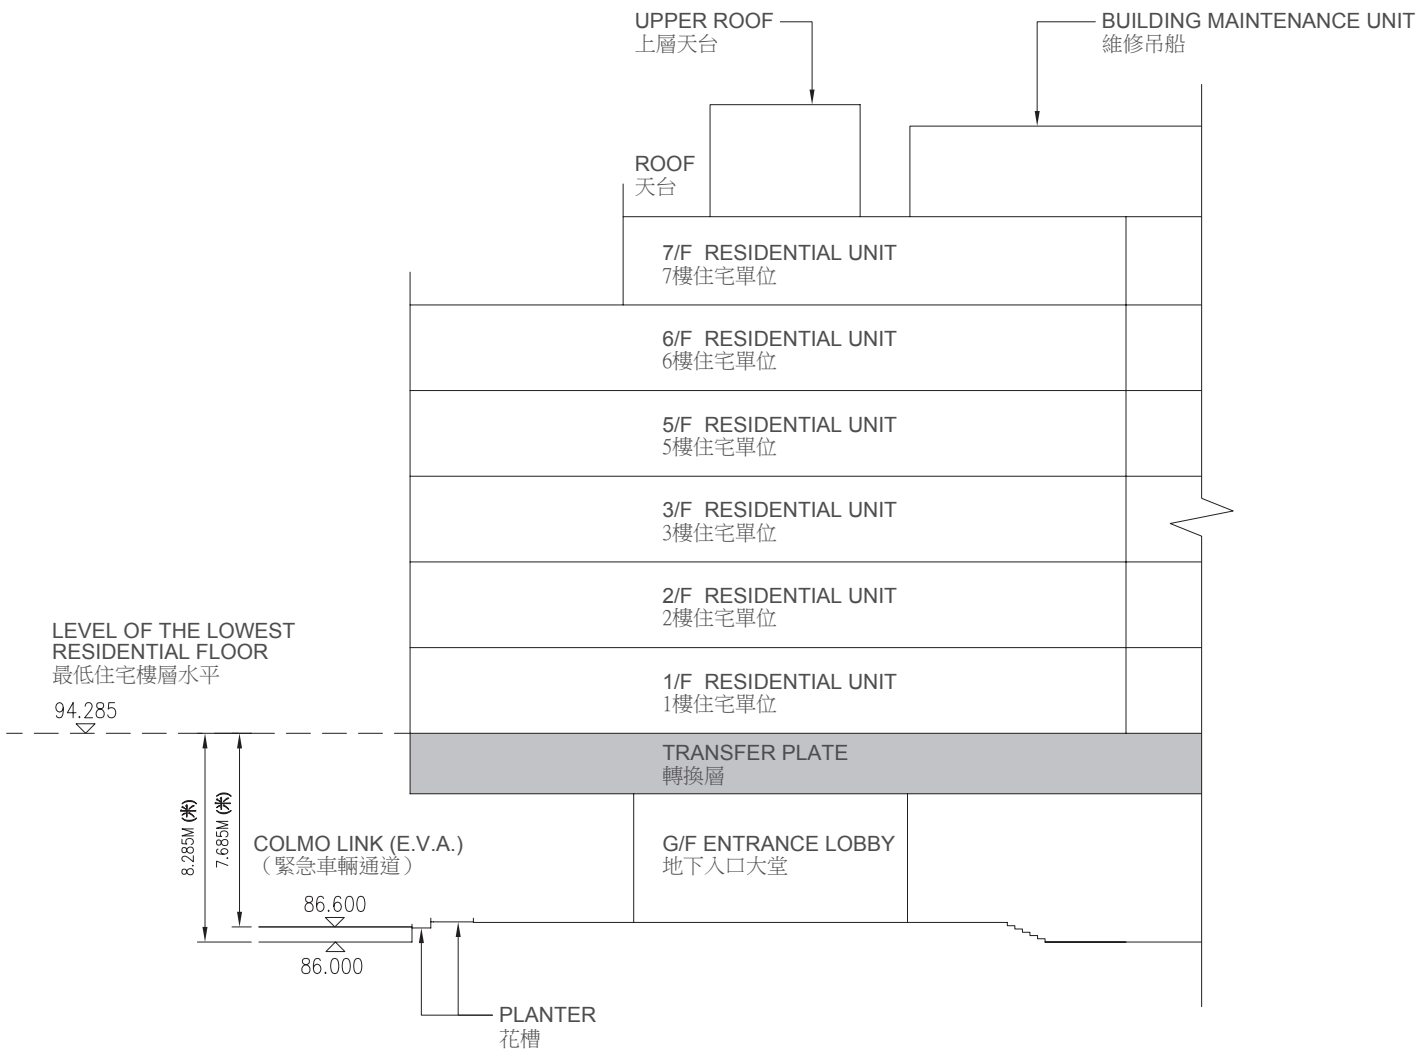 UPPER ROOF
上層天台
BUILDING MAINTENANCE UNIT
維修吊船
ROOF
天台
7/F RESIDENTIAL UNIT
7樓住宅單位
6/F RESIDENTIAL UNIT
6樓住宅單位
5/F RESIDENTIAL UNIT
5樓住宅單位
3/F RESIDENTIAL UNIT
3樓住宅單位
2/F RESIDENTIAL UNIT
2樓住宅單位
LEVEL OF THE LOWEST
RESIDENTIAL FLOOR
最低住宅樓層水平
94.285
1/F RESIDENTIAL UNIT
1樓住宅單位
TRANSFER PLATE
轉換層
8.285M (米)
7.685M (米)
COLMO LINK (E.V.A.)
（緊急車輛通道）
G/F ENTRANCE LOBBY
地下入口大堂
86.600
86.000
PLANTER
花槽